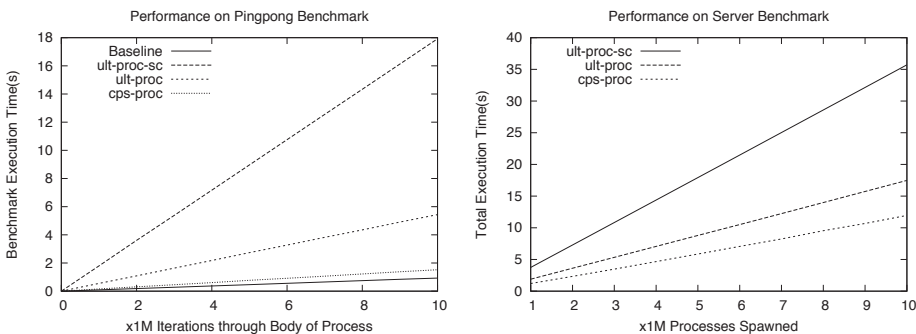 Performance on Pingpong Benchmark
18
16
14
12
10
8
6
4
2
0
Benchmark Execution Time(s)
Baseline
ult-proc-sc
ult-proc
cps-proc
0 2 4 6 8 10
x1M Iterations through Body of Process
Performance on Server Benchmark
40
35
30
25
20
15
10
5
0
Total Execution Time(s)
ult-proc-sc
ult-proc
cps-proc
1 2 3 4 5 6 7 8 9 10
x1M Processes Spawned